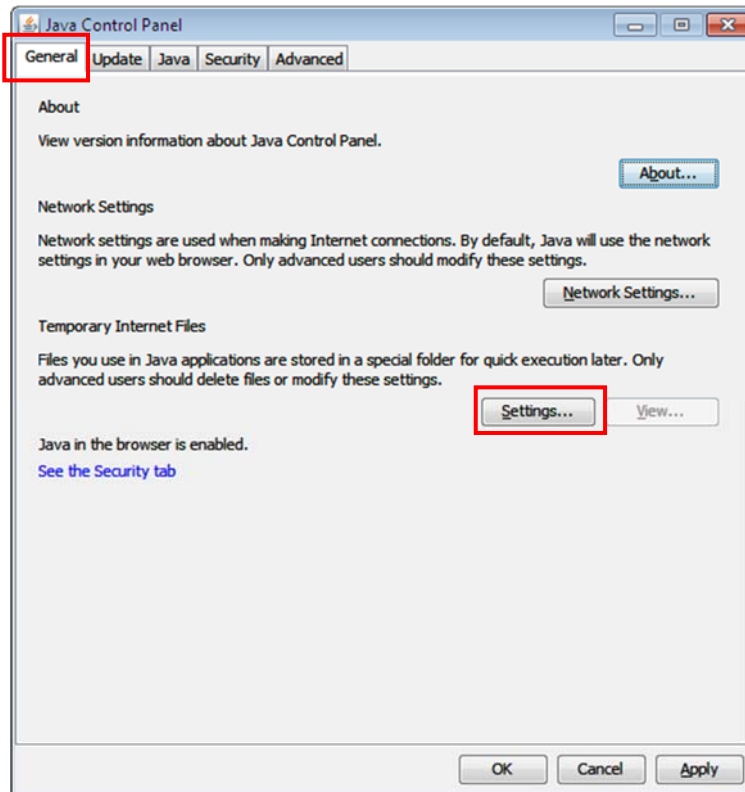 Java Control Panel
General Update Java Security Advanced
About
View version information about Java Control Panel.
About...
Network Settings
Network settings are used when making Internet connections. By default, Java will use the network
settings in your web browser. Only advanced users should modify these settings.
Network Settings...
Temporary Internet Files
Files you use in Java applications are stored in a special folder for quick execution later. Only
advanced users should delete files or modify these settings.
Settings... View...
Java in the browser is enabled.
See the Security tab
OK Cancel Apply